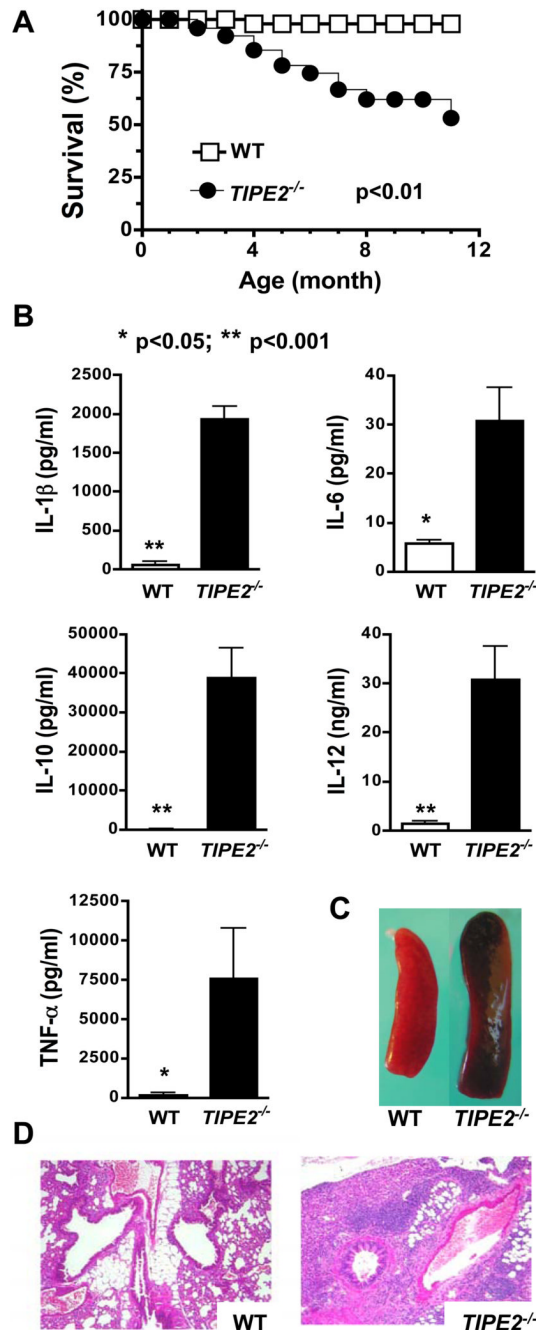 A
Survival (%)
100
75
50
25
0
WT
TIPE2-/-
p<0.01
0
4
8
12
Age (month)
B
* p<0.05; ** p<0.001
IL-1β (pg/ml)
2500
2000
1500
1000
500
0
**
WT
TIPE2-/-
IL-6 (pg/ml)
40
30
20
10
0
*
WT
TIPE2-/-
IL-10 (pg/ml)
50000
40000
30000
20000
10000
0
**
WT
TIPE2-/-
IL-12 (ng/ml)
40
30
20
10
0
**
WT
TIPE2-/-
TNF-α (pg/ml)
12500
10000
7500
5000
2500
0
*
WT
TIPE2-/-
C
WT
TIPE2-/-
D
WT
TIPE2-/-